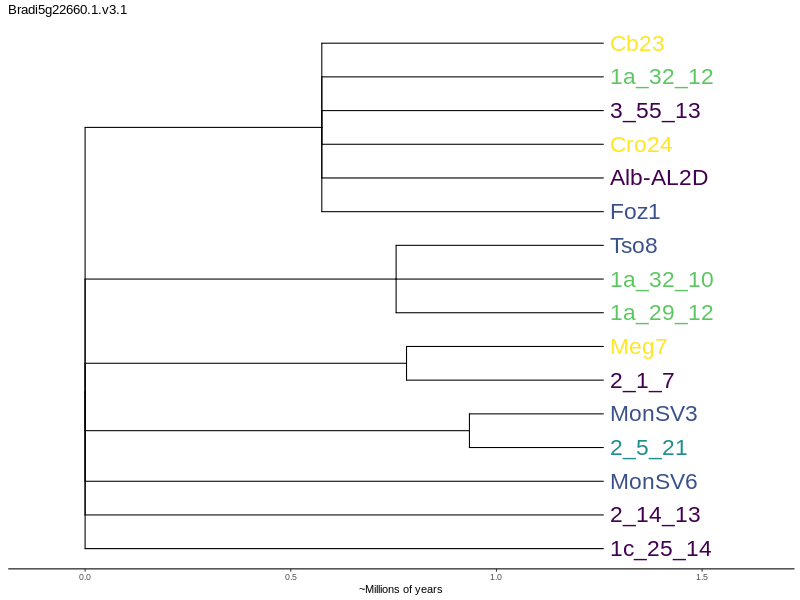 Bradi5g22660.1.v3.1
Cb23
1a_32_12
3_55_13
Cro24
Alb-AL2D
Foz1
Tso8
1a_32_10
1a_29_12
Meg7
2_1_7
MonSV3
2_5_21
MonSV6
2_14_13
1c_25_14
0.0 0.5 1.0 1.5
~Millions of years